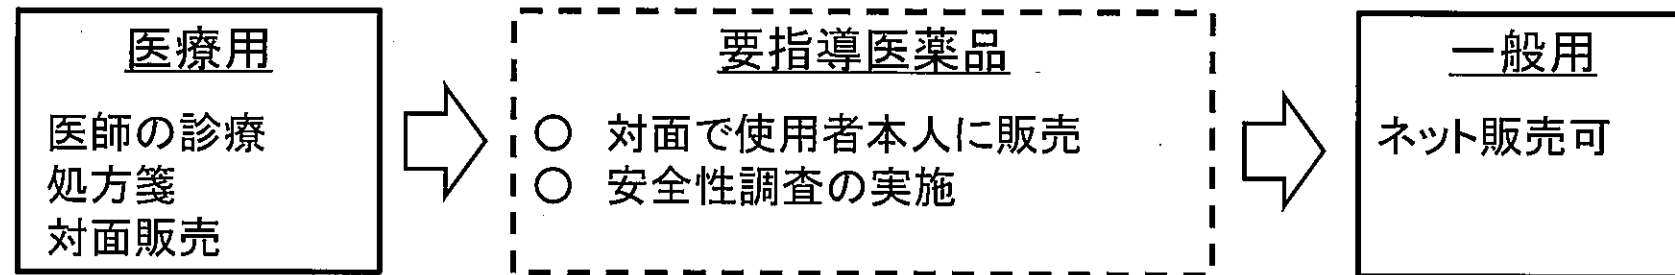 医療用
医師の診療
処方箋
対面販売
要指導医薬品
○ 対面で使用者本人に販売
○ 安全性調査の実施
一般用
ネット販売可